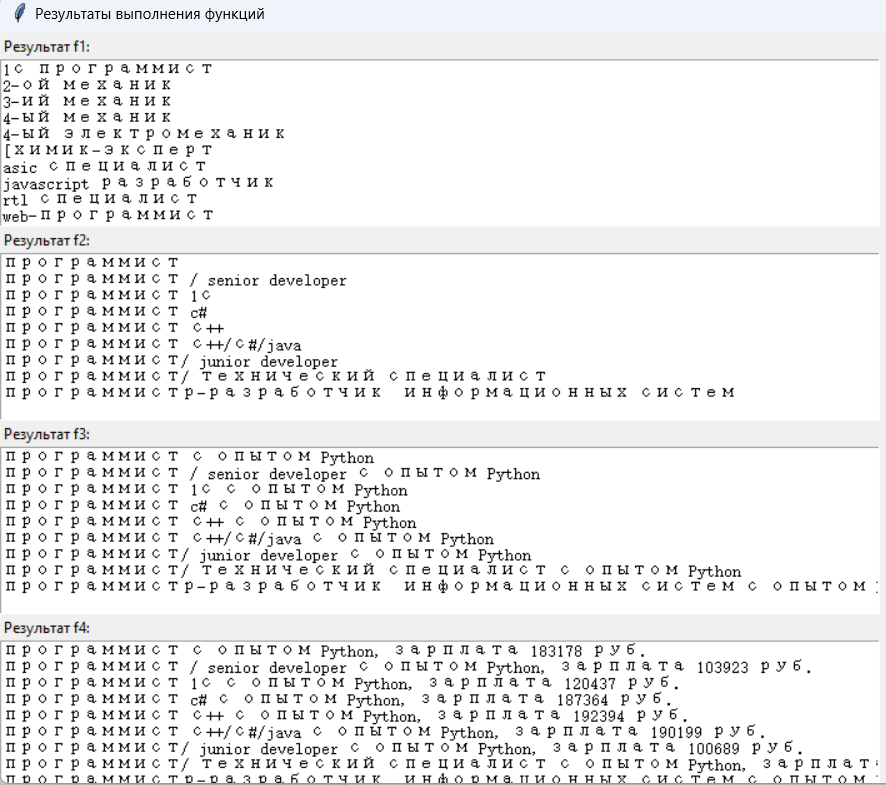 Результаты выполнения функций
Результат f1:
1с программист
2-ой механик
3-ий механик
4-ый механик
4-ый электромеханик
[химик-эксперт
asic специалист
javascript разработчик
rtl специалист
web-программист
Результат f2:
программист
программист / senior developer
программист 1с
программист c#
программист с++
программист с++/с#/java
программист/ junior developer
программист/ технический специалист
программистр-разработчик информационных систем
Результат f3:
программист с опытом Python
программист / senior developer с опытом Python
программист 1с с опытом Python
программист c# с опытом Python
программист с++ с опытом Python
программист с++/с#/java с опытом Python
программист/ junior developer с опытом Python
программист/ технический специалист с опытом Python
программистр-разработчик информационных систем с опытом
Результат f4:
программист с опытом Python, зарплата 183178 руб.
программист / senior developer с опытом Python, зарплата 103923 руб.
программист 1с с опытом Python, зарплата 120437 руб.
программист c# с опытом Python, зарплата 187364 руб.
программист с++ с опытом Python, зарплата 192394 руб.
программист с++/с#/java с опытом Python, зарплата 190199 руб.
программист/ junior developer с опытом Python, зарплата 100689 руб.
программист/ технический специалист с опытом Python, зарплат
программистр-разработчик информационных систем с опытом